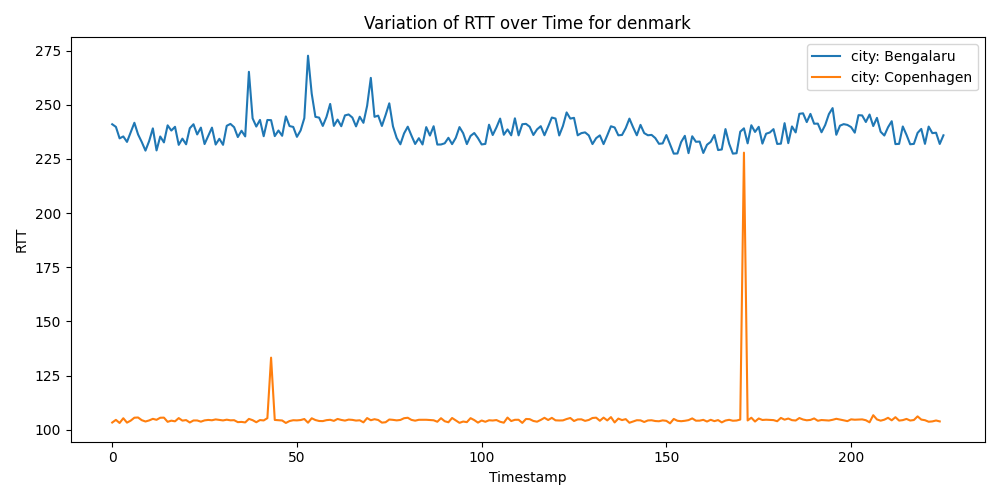 Variation of RTT over Time for denmark
city: Bengalaru
city: Copenhagen
RTT
275
250
225
200
175
150
125
100
0
50
100
150
200
Timestamp